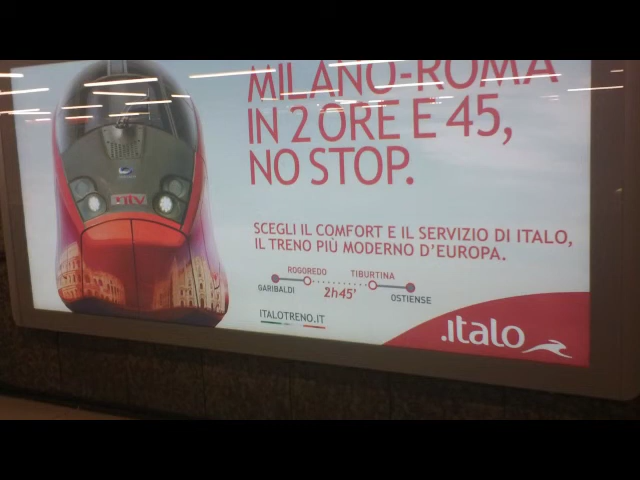 MILANO-ROMA
IN 2 ORE E 45,
NO STOP.
SCEGLI IL COMFORT E IL SERVIZIO DI ITALO,
IL TRENO PIÙ MODERNO D'EUROPA.
ROGOREDO TIBURTINA
GARIBALDI 2h45' OSTIENSE
ITALOTRENO.IT
.italo
ntv